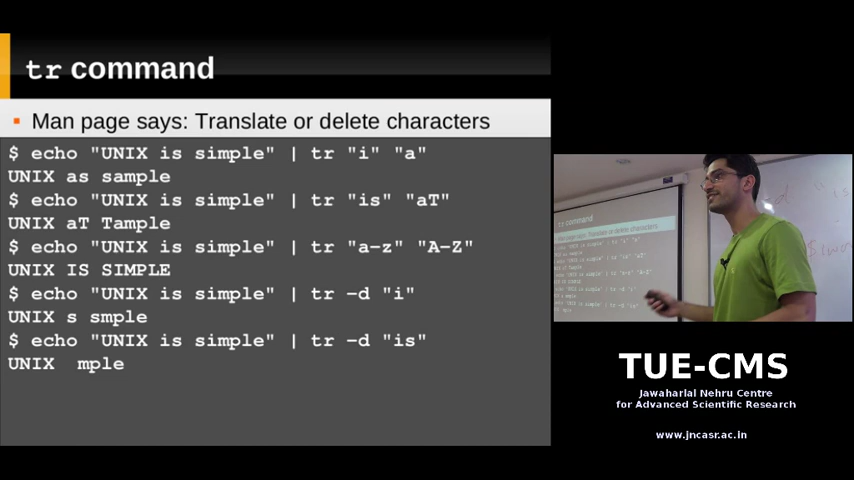 tr command
▪ Man page says: Translate or delete characters
$ echo "UNIX is simple" | tr "i" "a"
UNIX as sample
$ echo "UNIX is simple" | tr "is" "aT"
UNIX aT Tample
$ echo "UNIX is simple" | tr "a-z" "A-Z"
UNIX IS SIMPLE
$ echo "UNIX is simple" | tr -d "i"
UNIX s smple
$ echo "UNIX is simple" | tr -d "is"
UNIX  mple
TUE-CMS
Jawaharlal Nehru Centre
for Advanced Scientific Research
www.jncasr.ac.in